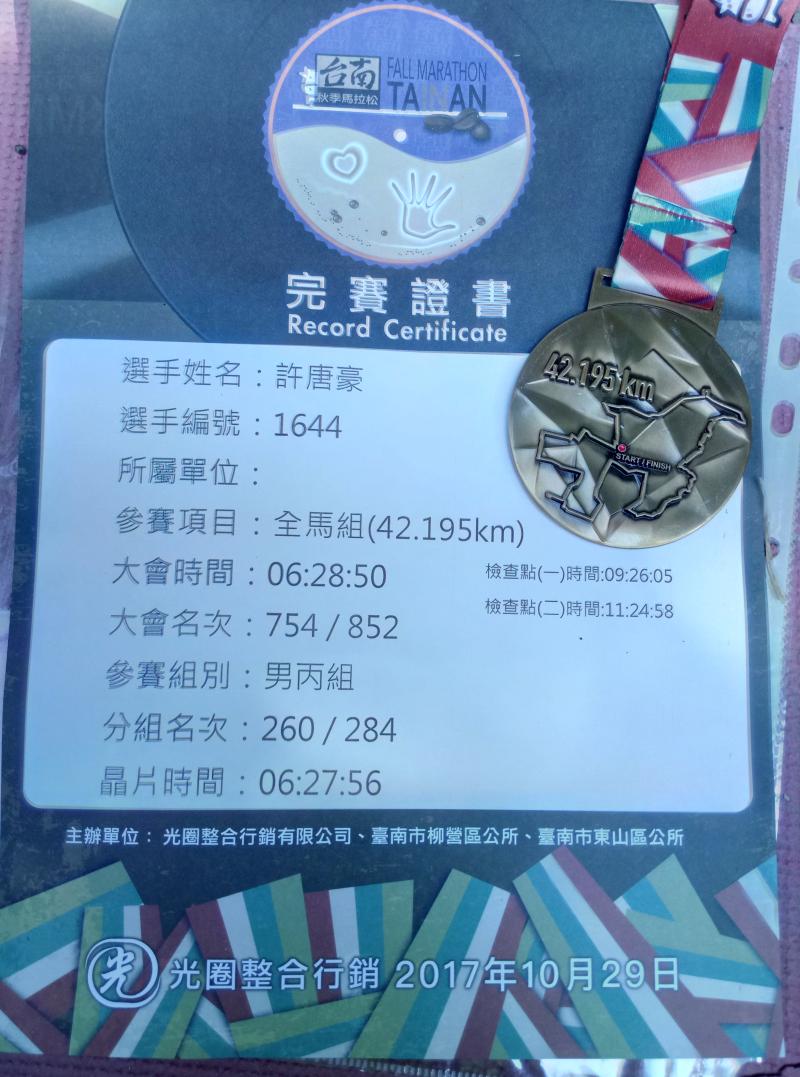 台南
秋季馬拉松
FALL MARATHON
TAINAN
完賽證書
Record Certificate
42.195km
START / FINISH
選手姓名：許唐豪
選手編號：1644
所屬單位：
參賽項目：全馬組(42.195km)
大會時間：06:28:50
檢查點(一)時間:09:26:05
大會名次：754 / 852
檢查點(二)時間:11:24:58
參賽組別：男丙組
分組名次：260 / 284
晶片時間：06:27:56
主辦單位：光圈整合行銷有限公司、臺南市柳營區公所、臺南市東山區公所
光 光圈整合行銷 2017年10月29日